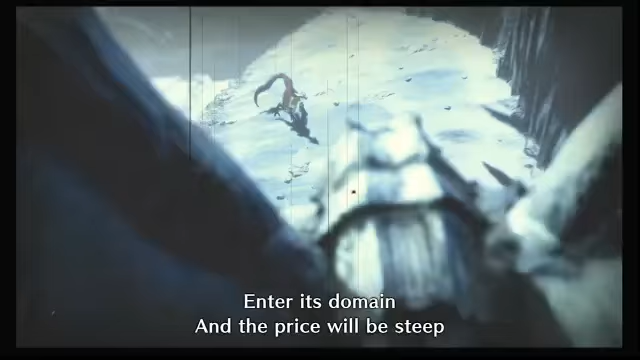 Enter its domain
And the price will be steep